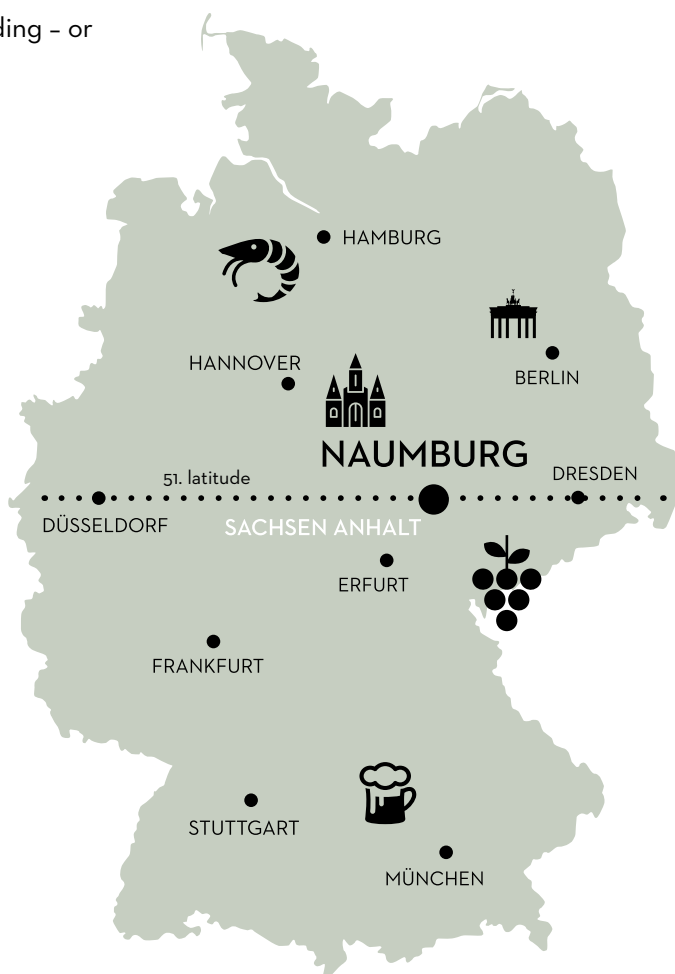 ding – or
HAMBURG
HANNOVER
BERLIN
NAUMBURG
DRESDEN
51. latitude
DÜSSELDORF
SACHSEN ANHALT
ERFURT
FRANKFURT
STUTTGART
MÜNCHEN